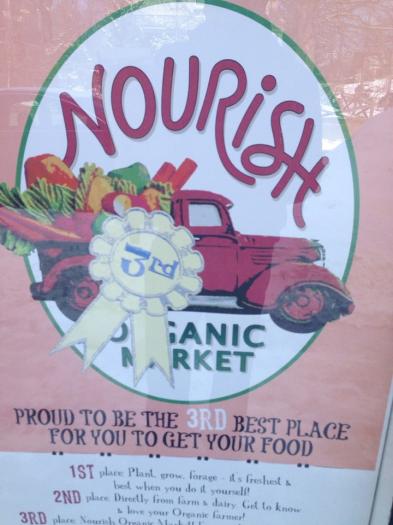 NOURISH
3rd
ORGANIC
MARKET
PROUD TO BE THE 3RD BEST PLACE
FOR YOU TO GET YOUR FOOD
1ST place Plant, grow, forage - it's freshest &
best when you do it yourself!
2ND place Directly from farm & dairy. Get to know
& love your Organic farmer!
3RD place Nourish Organic